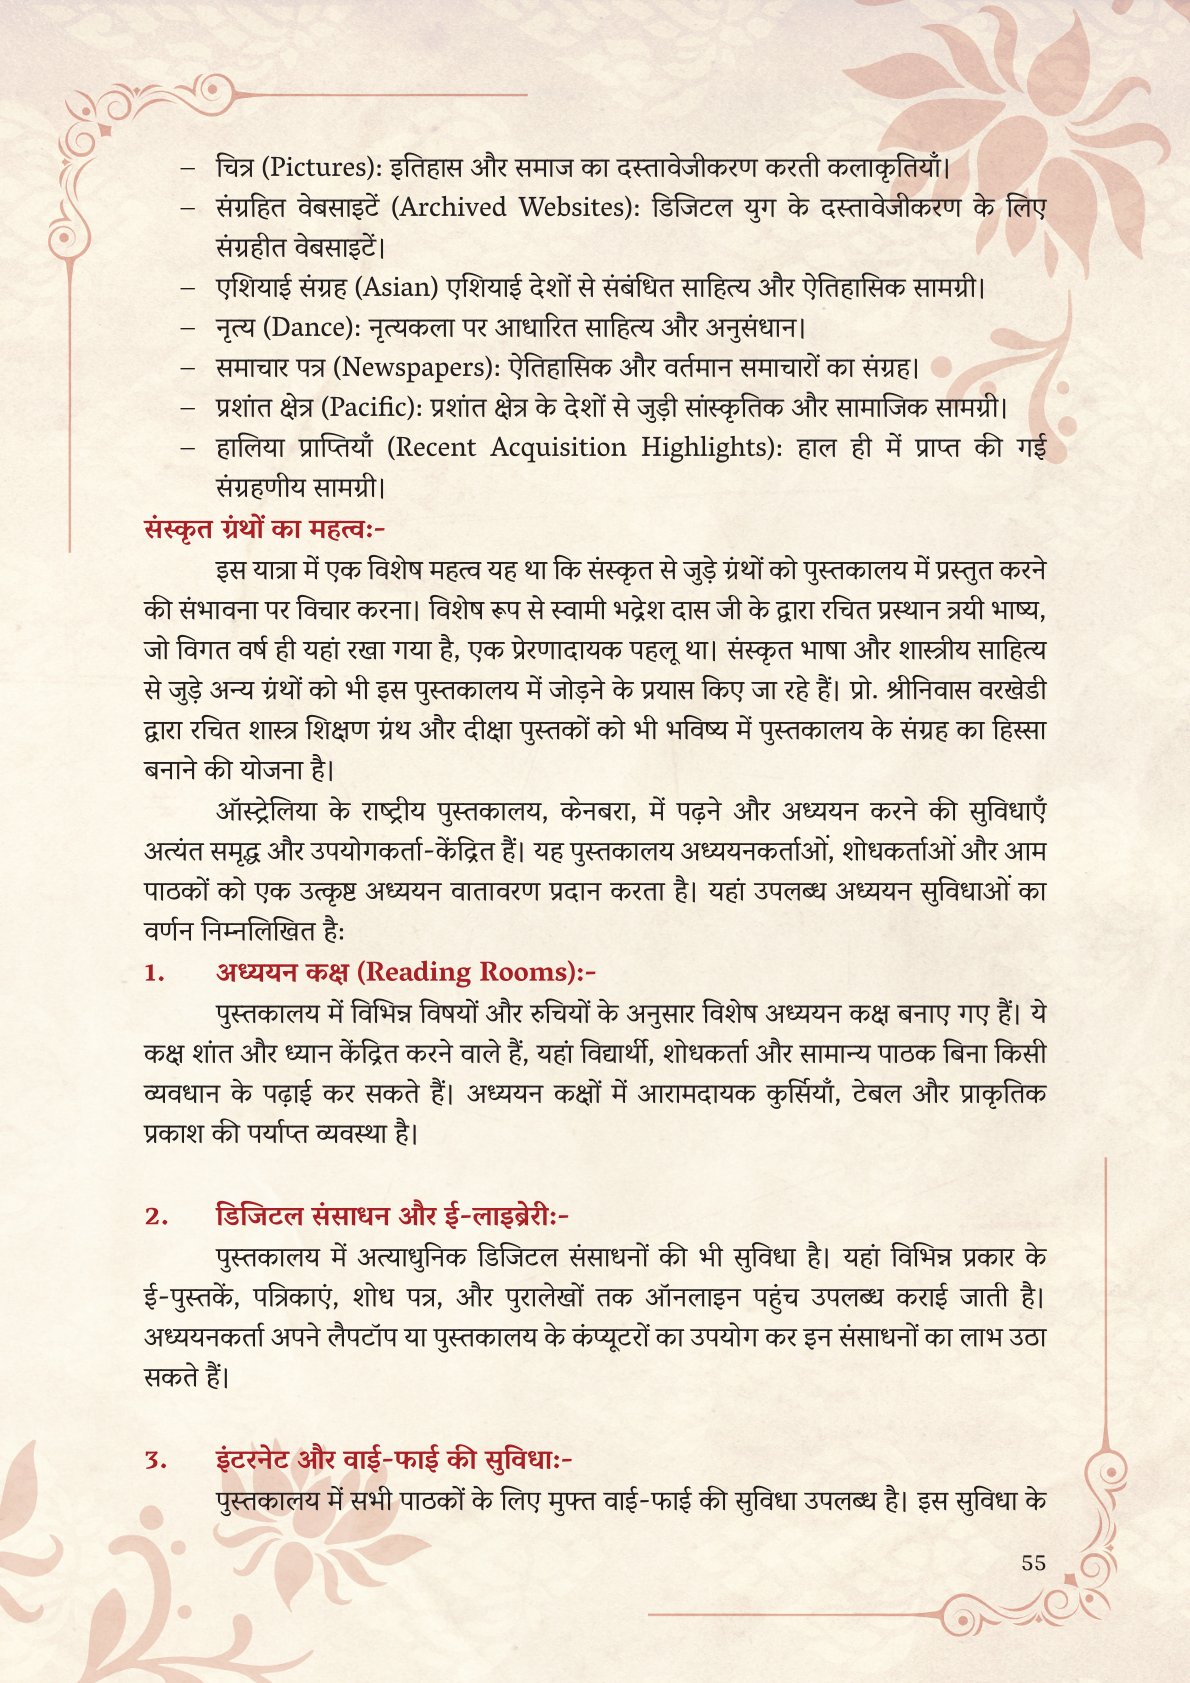 – चित्र (Pictures): इतिहास और समाज का दस्तावेजीकरण करती कलाकृतियाँ।
– संग्रहित वेबसाइटें (Archived Websites): डिजिटल युग के दस्तावेजीकरण के लिए
संग्रहीत वेबसाइटें।
– एशियाई संग्रह (Asian) एशियाई देशों से संबंधित साहित्य और ऐतिहासिक सामग्री।
– नृत्य (Dance): नृत्यकला पर आधारित साहित्य और अनुसंधान।
– समाचार पत्र (Newspapers): ऐतिहासिक और वर्तमान समाचारों का संग्रह।
– प्रशांत क्षेत्र (Pacific): प्रशांत क्षेत्र के देशों से जुड़ी सांस्कृतिक और सामाजिक सामग्री।
– हालिया प्राप्तियाँ (Recent Acquisition Highlights): हाल ही में प्राप्त की गई
संग्रहणीय सामग्री।
संस्कृत ग्रंथों का महत्व:-
इस यात्रा में एक विशेष महत्व यह था कि संस्कृत से जुड़े ग्रंथों को पुस्तकालय में प्रस्तुत करने
की संभावना पर विचार करना। विशेष रूप से स्वामी भद्रेश दास जी के द्वारा रचित प्रस्थान त्रयी भाष्य,
जो विगत वर्ष ही यहां रखा गया है, एक प्रेरणादायक पहलू था। संस्कृत भाषा और शास्त्रीय साहित्य
से जुड़े अन्य ग्रंथों को भी इस पुस्तकालय में जोड़ने के प्रयास किए जा रहे हैं। प्रो. श्रीनिवास वरखेडी
द्वारा रचित शास्त्र शिक्षण ग्रंथ और दीक्षा पुस्तकों को भी भविष्य में पुस्तकालय के संग्रह का हिस्सा
बनाने की योजना है।
ऑस्ट्रेलिया के राष्ट्रीय पुस्तकालय, केनबरा, में पढ़ने और अध्ययन करने की सुविधाएँ
अत्यंत समृद्ध और उपयोगकर्ता-केंद्रित हैं। यह पुस्तकालय अध्ययनकर्ताओं, शोधकर्ताओं और आम
पाठकों को एक उत्कृष्ट अध्ययन वातावरण प्रदान करता है। यहां उपलब्ध अध्ययन सुविधाओं का
वर्णन निम्नलिखित है:
1. अध्ययन कक्ष (Reading Rooms):-
पुस्तकालय में विभिन्न विषयों और रुचियों के अनुसार विशेष अध्ययन कक्ष बनाए गए हैं। ये
कक्ष शांत और ध्यान केंद्रित करने वाले हैं, यहां विद्यार्थी, शोधकर्ता और सामान्य पाठक बिना किसी
व्यवधान के पढ़ाई कर सकते हैं। अध्ययन कक्षों में आरामदायक कुर्सियाँ, टेबल और प्राकृतिक
प्रकाश की पर्याप्त व्यवस्था है।
2. डिजिटल संसाधन और ई-लाइब्रेरी:-
पुस्तकालय में अत्याधुनिक डिजिटल संसाधनों की भी सुविधा है। यहां विभिन्न प्रकार के
ई-पुस्तकें, पत्रिकाएं, शोध पत्र, और पुरालेखों तक ऑनलाइन पहुंच उपलब्ध कराई जाती है।
अध्ययनकर्ता अपने लैपटॉप या पुस्तकालय के कंप्यूटरों का उपयोग कर इन संसाधनों का लाभ उठा
सकते हैं।
3. इंटरनेट और वाई-फाई की सुविधा:-
पुस्तकालय में सभी पाठकों के लिए मुफ्त वाई-फाई की सुविधा उपलब्ध है। इस सुविधा के
55